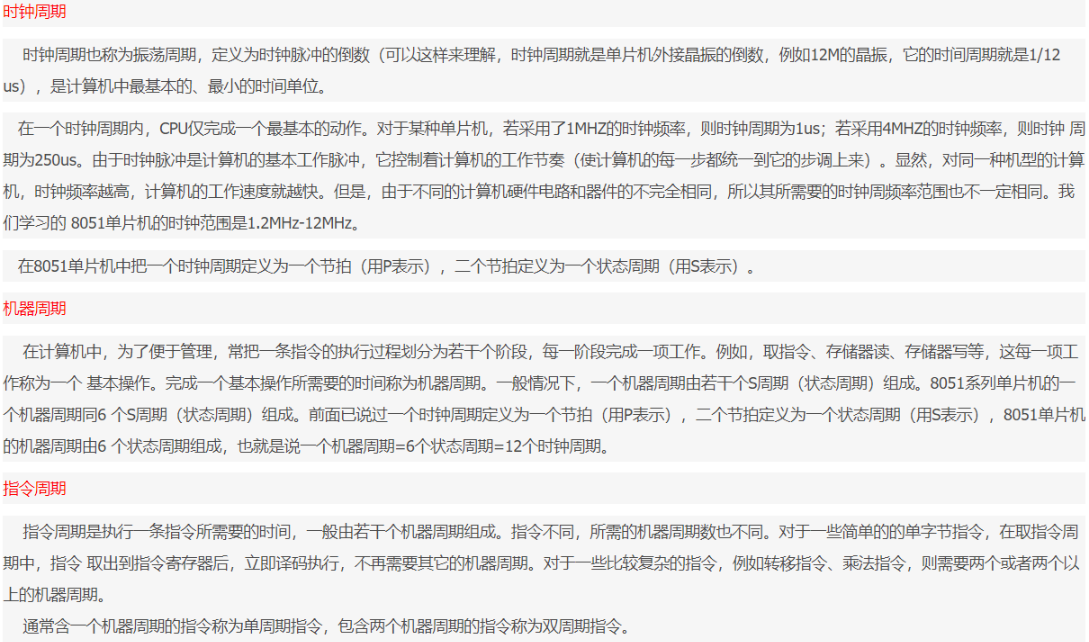 时钟周期
时钟周期也称为振荡周期，定义为时钟脉冲的倒数（可以这样来理解，时钟周期就是单片机外接晶振的倒数，例如12M的晶振，它的时间周期就是1/12
us），是计算机中最基本的、最小的时间单位。
在一个时钟周期内，CPU仅完成一个最基本的动作。对于某种单片机，若采用了1MHZ的时钟频率，则时钟周期为1us；若采用4MHZ的时钟频率，则时钟 周
期为250us。由于时钟脉冲是计算机的基本工作脉冲，它控制着计算机的工作节奏（使计算机的每一步都统一到它的步调上来）。显然，对同一种机型的计算
机，时钟频率越高，计算机的工作速度就越快。但是，由于不同的计算机硬件电路和器件的不完全相同，所以其所需要的时钟周频率范围也不一定相同。我
们学习的 8051单片机的时钟范围是1.2MHz-12MHz。
在8051单片机中把一个时钟周期定义为一个节拍（用P表示），二个节拍定义为一个状态周期（用S表示）。
机器周期
在计算机中，为了便于管理，常把一条指令的执行过程划分为若干个阶段，每一阶段完成一项工作。例如，取指令、存储器读、存储器写等，这每一项工
作称为一个 基本操作。完成一个基本操作所需要的时间称为机器周期。一般情况下，一个机器周期由若干个S周期（状态周期）组成。8051系列单片机的一
个机器周期同6 个S周期（状态周期）组成。前面已说过一个时钟周期定义为一个节拍（用P表示），二个节拍定义为一个状态周期（用S表示），8051单片机
的机器周期由6 个状态周期组成，也就是说一个机器周期=6个状态周期=12个时钟周期。
指令周期
指令周期是执行一条指令所需要的时间，一般由若干个机器周期组成。指令不同，所需的机器周期数也不同。对于一些简单的的单字节指令，在取指令周
期中，指令 取出到指令寄存器后，立即译码执行，不再需要其它的机器周期。对于一些比较复杂的指令，例如转移指令、乘法指令，则需要两个或者两个以
上的机器周期。
通常含一个机器周期的指令称为单周期指令，包含两个机器周期的指令称为双周期指令。